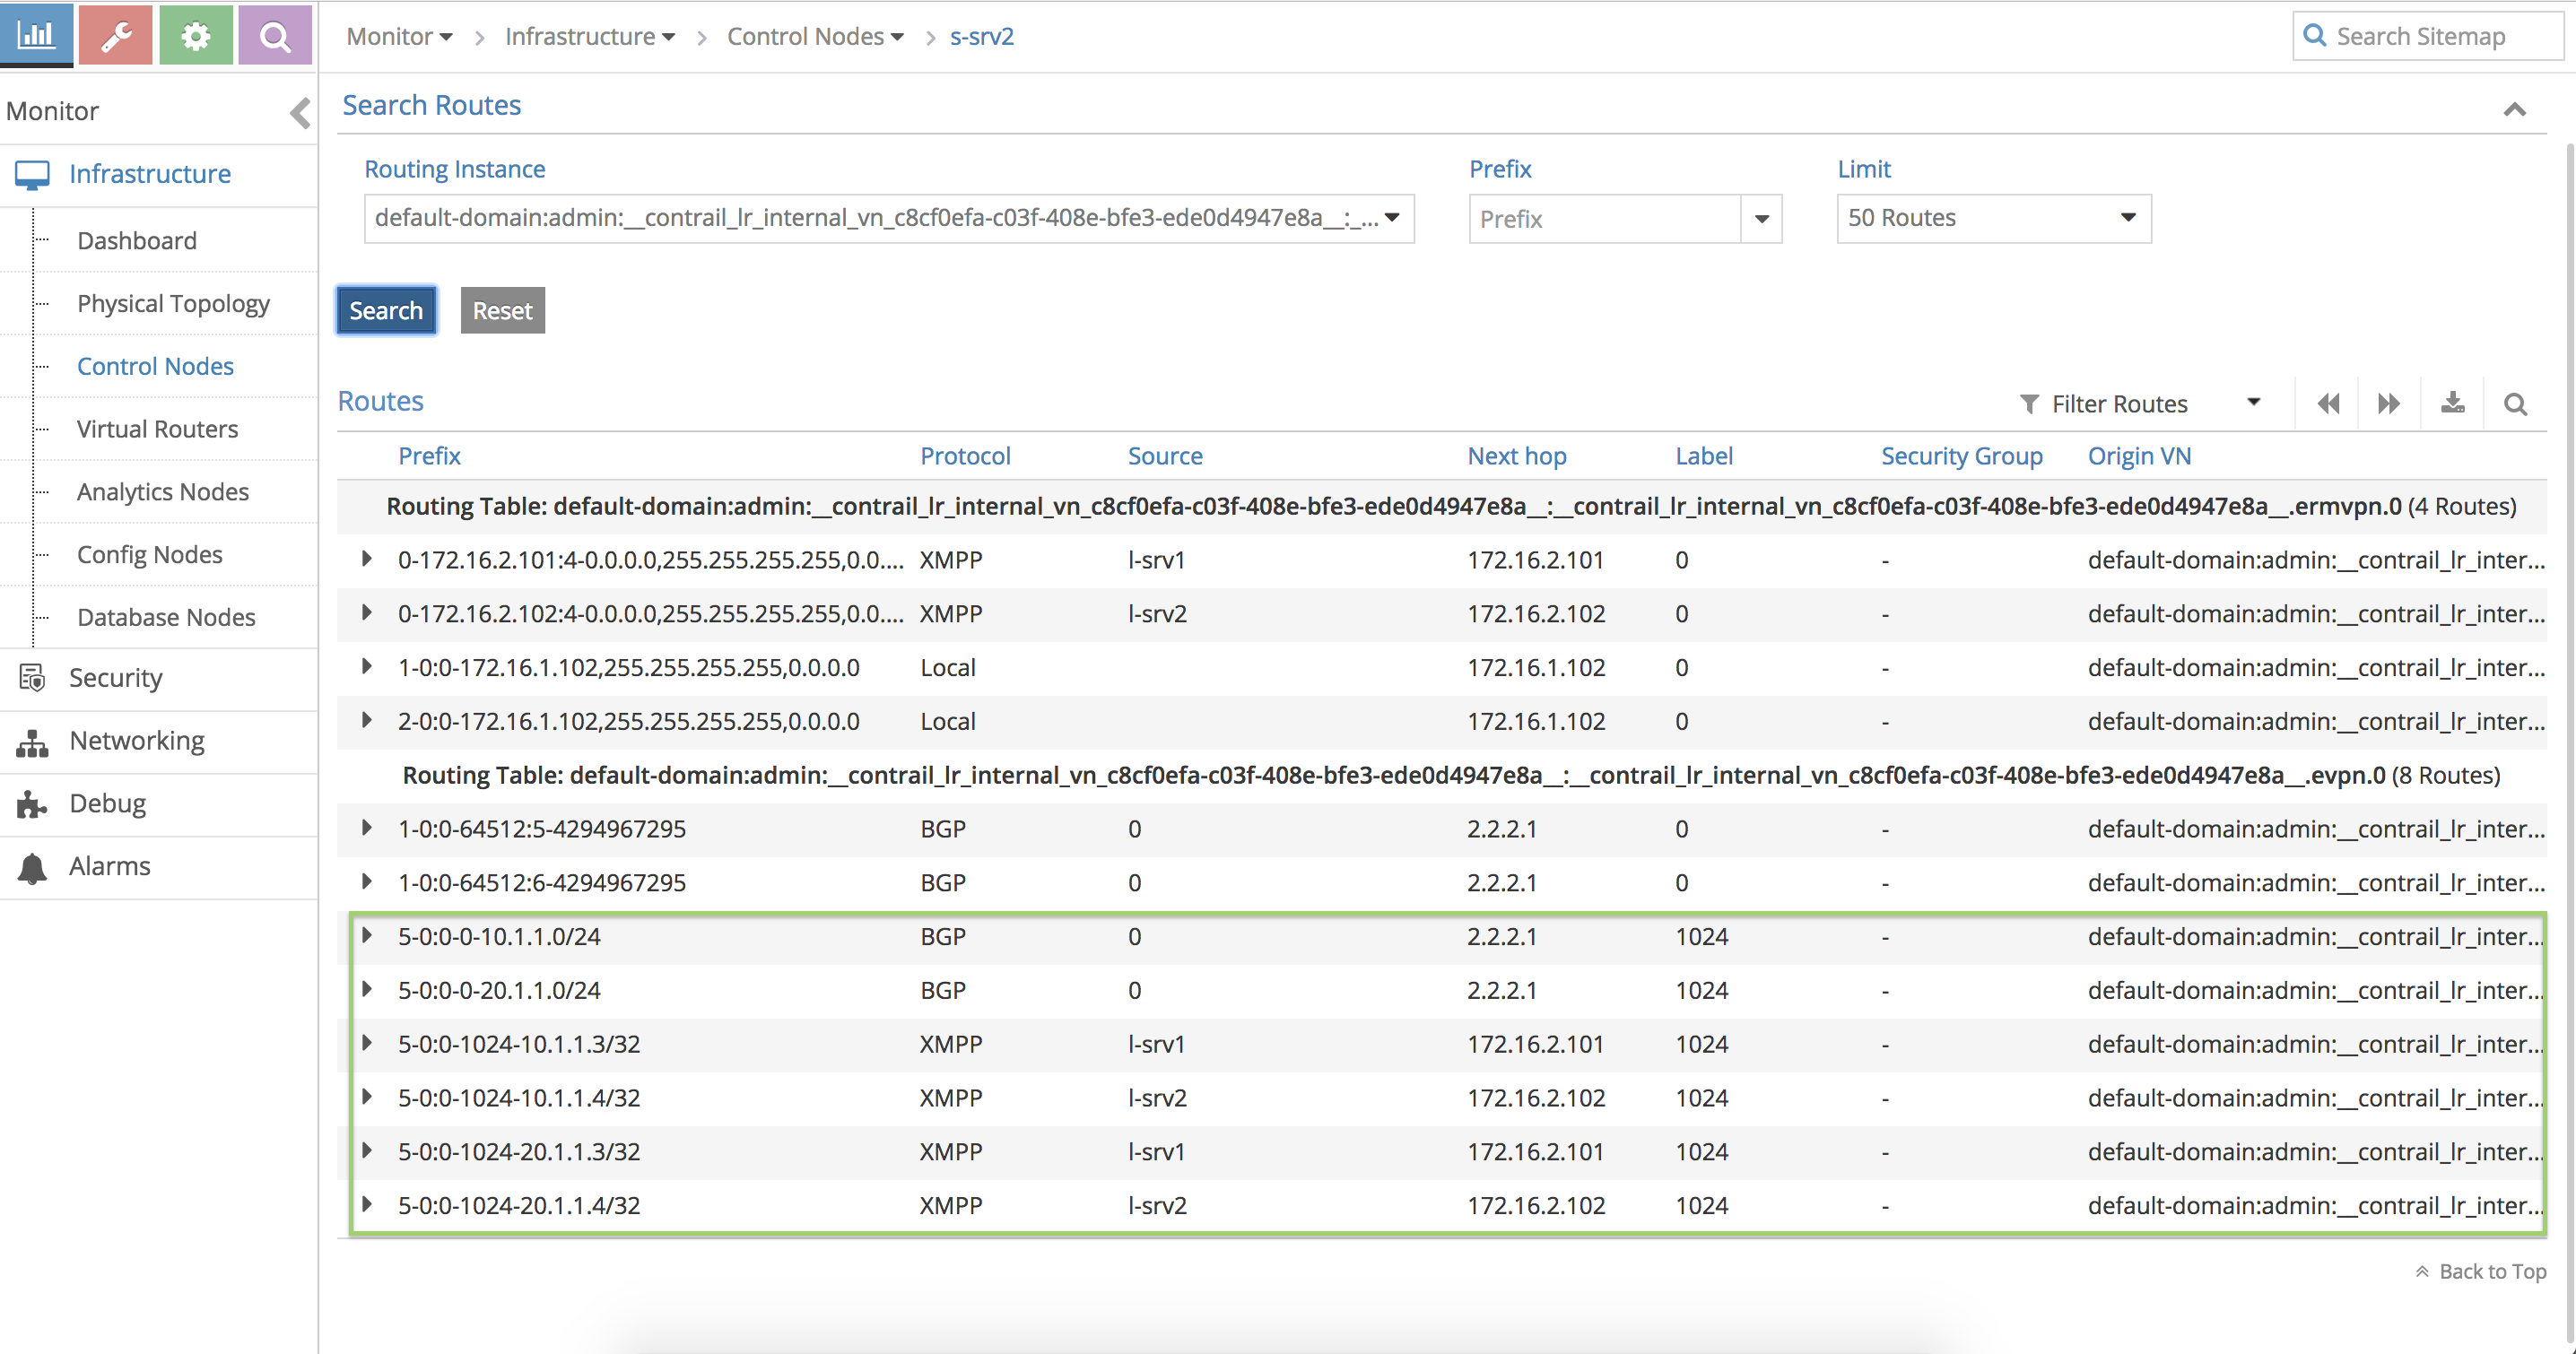 Monitor > Infrastructure > Control Nodes > s-srv2
Search Sitemap
Monitor
Infrastructure
Dashboard
Physical Topology
Control Nodes
Virtual Routers
Analytics Nodes
Config Nodes
Database Nodes
Security
Networking
Debug
Alarms
Search Routes
Routing Instance Prefix Limit
default-domain:admin:__contrail_lr_internal_vn_c8cf0efa-c03f-408e-bfe3-ede0d4947e8a__:_... Prefix 50 Routes
Search Reset
Routes Filter Routes
Prefix Protocol Source Next hop Label Security Group Origin VN
Routing Table: default-domain:admin:__contrail_lr_internal_vn_c8cf0efa-c03f-408e-bfe3-ede0d4947e8a__:__contrail_lr_internal_vn_c8cf0efa-c03f-408e-bfe3-ede0d4947e8a__.ermvpn.0 (4 Routes)
0-172.16.2.101:4-0.0.0.0,255.255.255.255,0.0.... XMPP l-srv1 172.16.2.101 0 - default-domain:admin:__contrail_lr_inter...
0-172.16.2.102:4-0.0.0.0,255.255.255.255,0.0.... XMPP l-srv2 172.16.2.102 0 - default-domain:admin:__contrail_lr_inter...
1-0:0-172.16.1.102,255.255.255.255,0.0.0.0 Local 172.16.1.102 0 - default-domain:admin:__contrail_lr_inter...
2-0:0-172.16.1.102,255.255.255.255,0.0.0.0 Local 172.16.1.102 0 - default-domain:admin:__contrail_lr_inter...
Routing Table: default-domain:admin:__contrail_lr_internal_vn_c8cf0efa-c03f-408e-bfe3-ede0d4947e8a__:__contrail_lr_internal_vn_c8cf0efa-c03f-408e-bfe3-ede0d4947e8a__.evpn.0 (8 Routes)
1-0:0-64512:5-4294967295 BGP 0 2.2.2.1 0 - default-domain:admin:__contrail_lr_inter...
1-0:0-64512:6-4294967295 BGP 0 2.2.2.1 0 - default-domain:admin:__contrail_lr_inter...
5-0:0-0-10.1.1.0/24 BGP 0 2.2.2.1 1024 - default-domain:admin:__contrail_lr_inter...
5-0:0-0-20.1.1.0/24 BGP 0 2.2.2.1 1024 - default-domain:admin:__contrail_lr_inter...
5-0:0-1024-10.1.1.3/32 XMPP l-srv1 172.16.2.101 1024 - default-domain:admin:__contrail_lr_inter...
5-0:0-1024-10.1.1.4/32 XMPP l-srv2 172.16.2.102 1024 - default-domain:admin:__contrail_lr_inter...
5-0:0-1024-20.1.1.3/32 XMPP l-srv1 172.16.2.101 1024 - default-domain:admin:__contrail_lr_inter...
5-0:0-1024-20.1.1.4/32 XMPP l-srv2 172.16.2.102 1024 - default-domain:admin:__contrail_lr_inter...
Back to Top